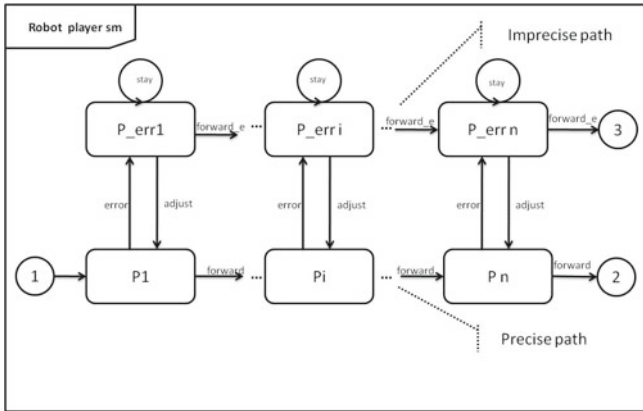 Robot player sm
Imprecise path
stay stay stay
P_err1 forward_e ... P_err i ... forward_e P_err n forward_e 3
error adjust error adjust error adjust
1 P1 forward ... Pi ... forward P n forward 2
Precise path